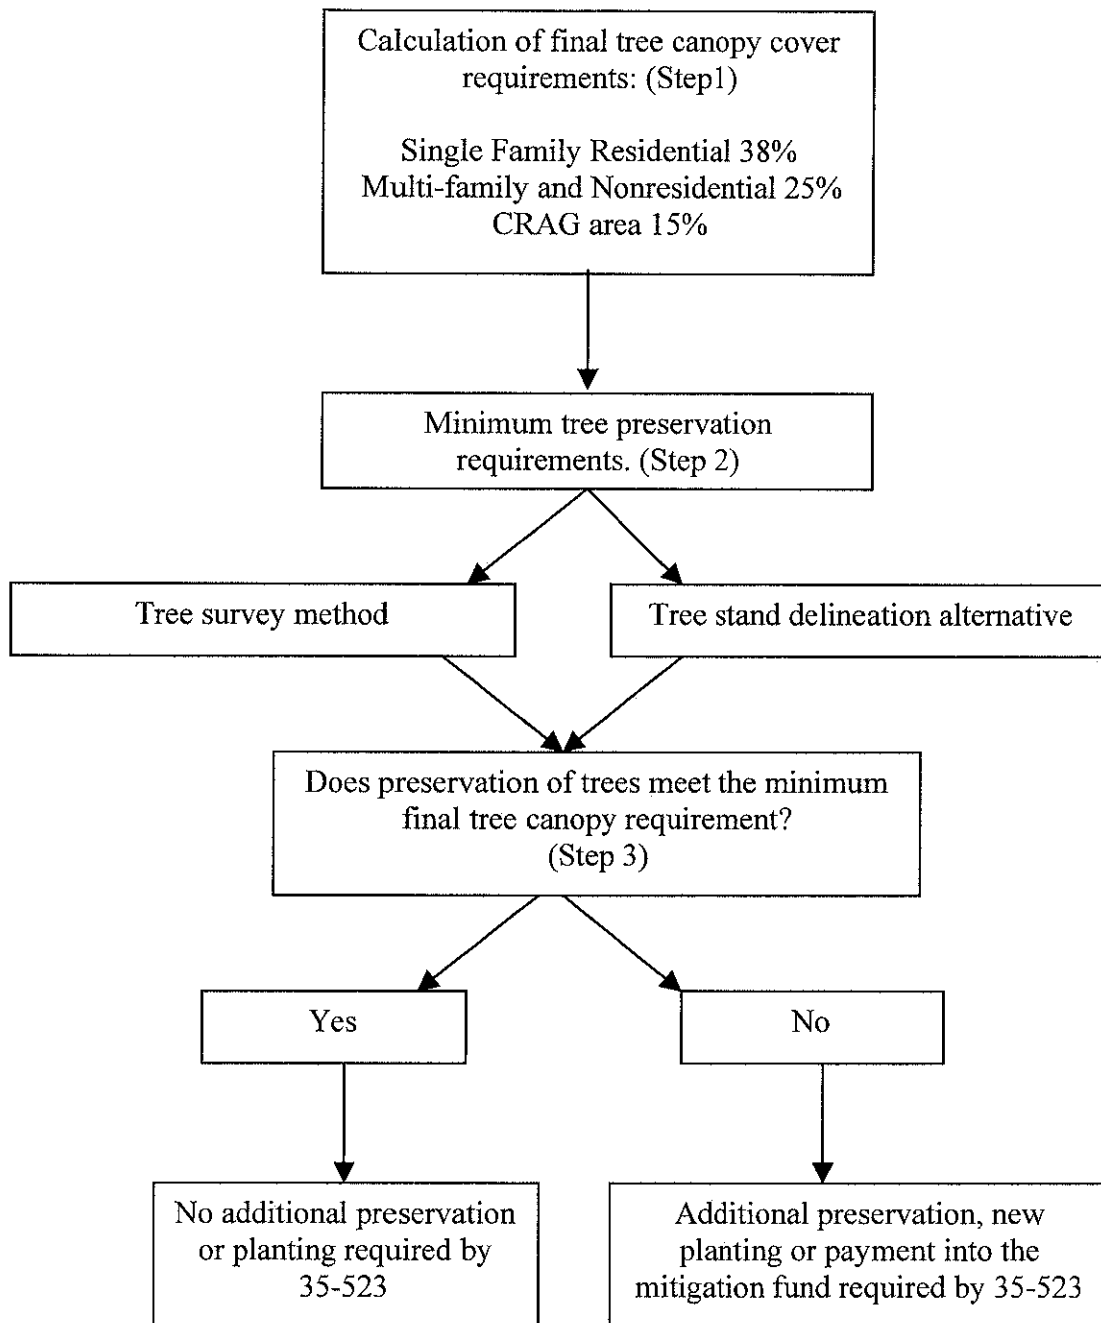 Calculation of final tree canopy cover
requirements: (Step1)
Single Family Residential 38%
Multi-family and Nonresidential 25%
CRAG area 15%
Minimum tree preservation
requirements. (Step 2)
Tree survey method
Tree stand delineation alternative
Does preservation of trees meet the minimum
final tree canopy requirement?
(Step 3)
Yes
No
No additional preservation
or planting required by
35-523
Additional preservation, new
planting or payment into the
mitigation fund required by 35-523